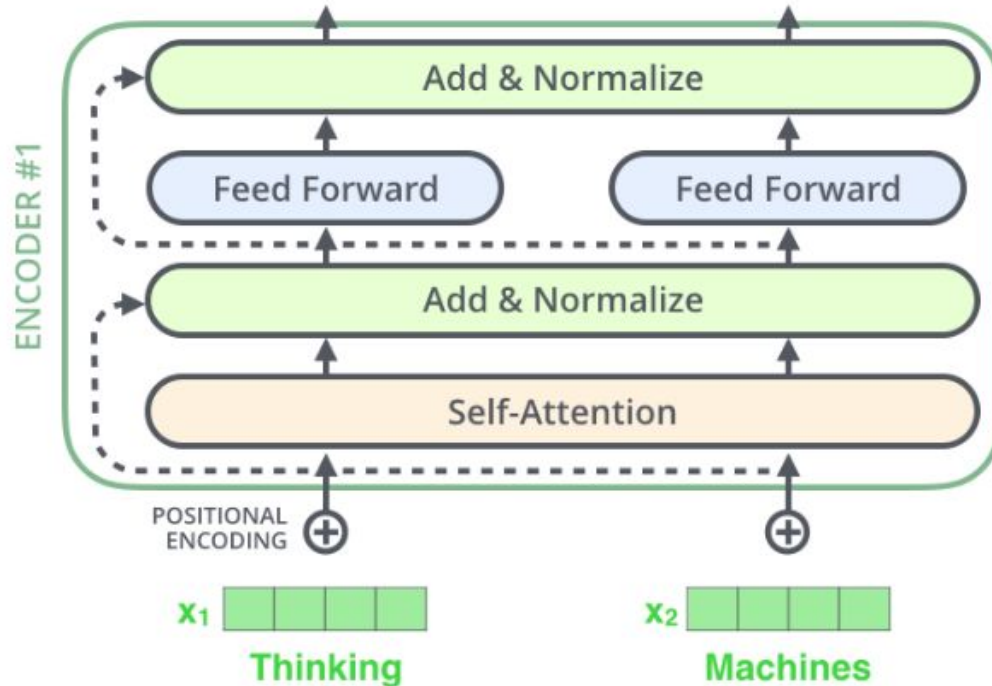 ENCODER #1
Add & Normalize
Feed Forward
Feed Forward
Add & Normalize
Self-Attention
POSITIONAL
ENCODING
x₁
x₂
Thinking
Machines